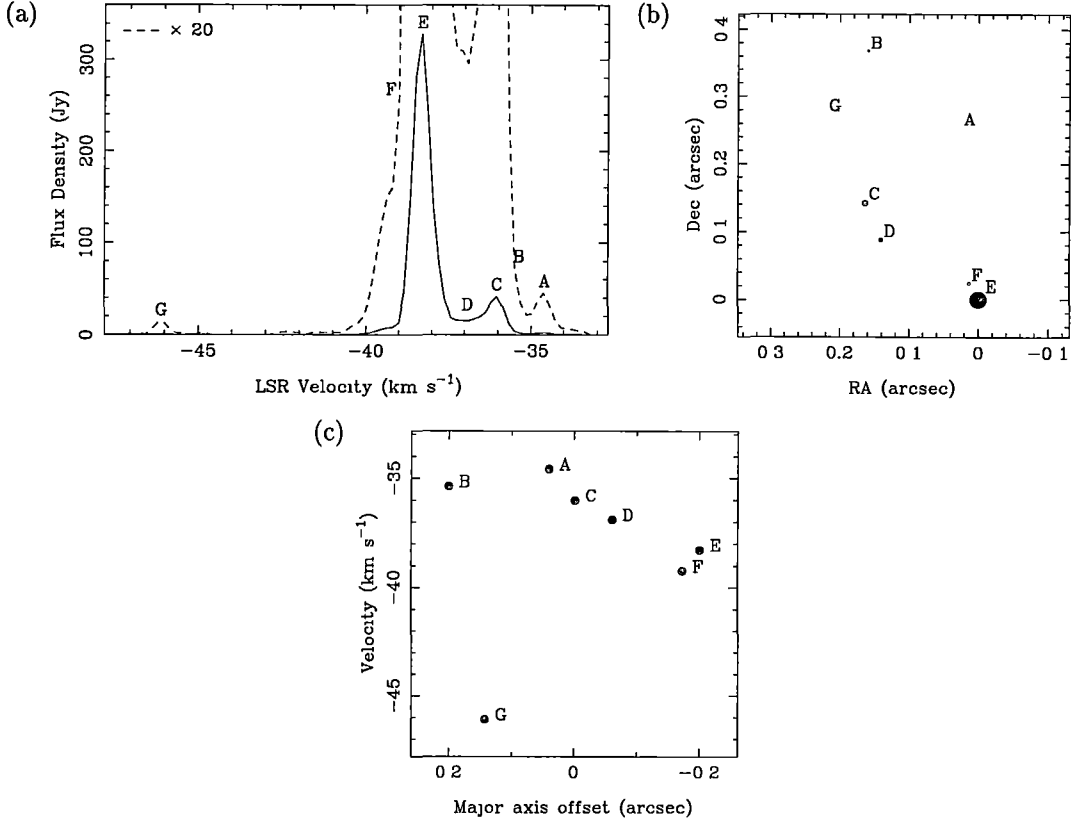 (a)
× 20
A
B
C
D
E
F
G
300
200
100
0
Flux Density (Jy)
−45
−40
−35
LSR Velocity (km s⁻¹)
(b)
B
G
A
C
D
F
E
0 4
0 3
0 2
0 1
0
Dec (arcsec)
0 3
0 2
0 1
0
−0 1
RA (arcsec)
(c)
A
B
C
D
E
F
G
−35
−40
−45
Velocity (km s⁻¹)
0 2
0
−0 2
Major axis offset (arcsec)